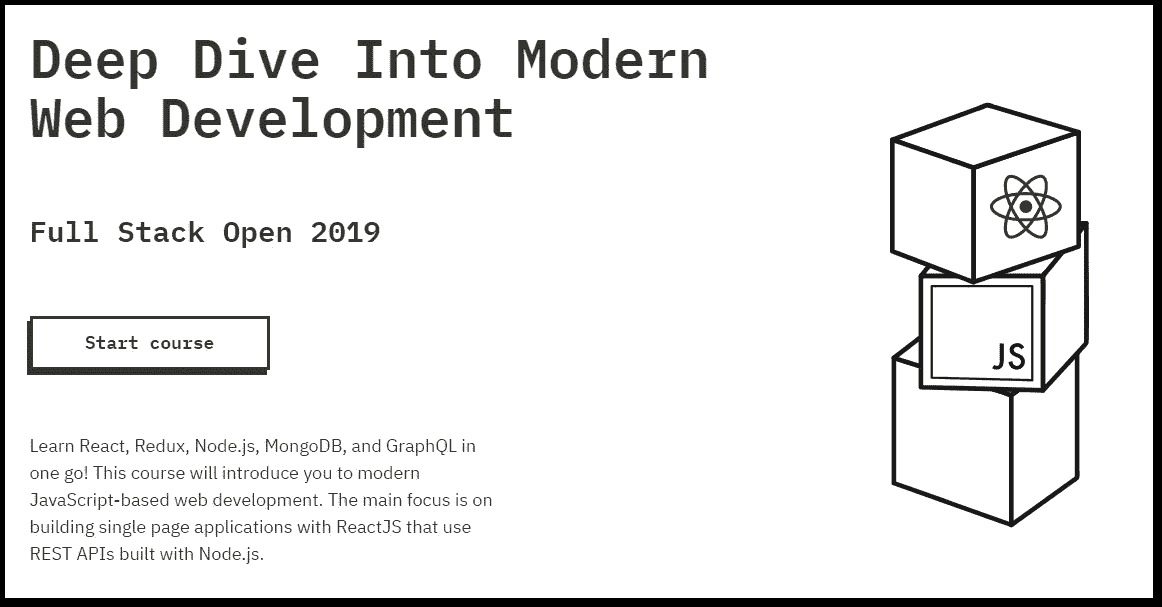 Deep Dive Into Modern
Web Development
Full Stack Open 2019
Start course
JS
Learn React, Redux, Node.js, MongoDB, and GraphQL in
one go! This course will introduce you to modern
JavaScript-based web development. The main focus is on
building single page applications with ReactJS that use
REST APIs built with Node.js.